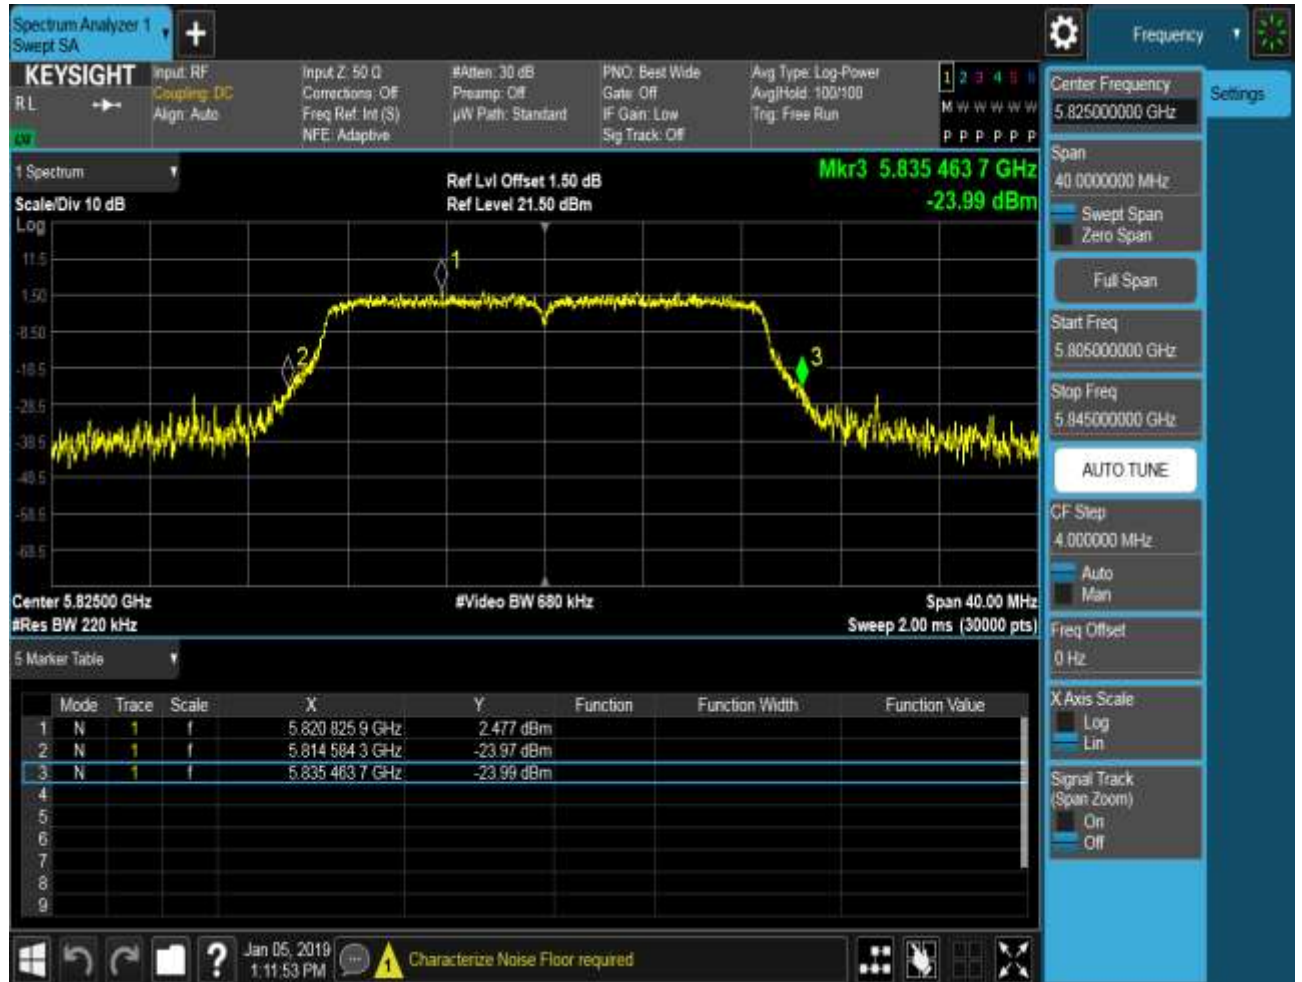 Spectrum Analyzer 1
Swept SA
Frequency
KEYSIGHT
R L
Input: RF
Coupling: DC
Align: Auto
Input Z: 50 Ω
Corrections: Off
Freq Ref: Int (S)
NFE: Adaptive
#Atten: 30 dB
Preamp: Off
µW Path: Standard
PNO: Best Wide
Gate: Off
IF Gain: Low
Sig Track: Off
Avg Type: Log-Power
Avg|Hold: 100/100
Trig: Free Run
1 2 3 4 5 6
M W W W W W
P P P P P P
1 Spectrum
Scale/Div 10 dB
Ref Lvl Offset 1.50 dB
Ref Level 21.50 dBm
Mkr3 5.835 463 7 GHz
-23.99 dBm
Log
11.5
1.50
-8.50
-18.5
-28.5
-38.5
-48.5
-58.5
-68.5
1
2
3
Center 5.82500 GHz
#Video BW 680 kHz
Span 40.00 MHz
#Res BW 220 kHz
Sweep 2.00 ms (30000 pts)
5 Marker Table
Mode Trace Scale X Y Function Function Width Function Value
1 N 1 f 5.820 825 9 GHz 2.477 dBm
2 N 1 f 5.814 584 3 GHz -23.97 dBm
3 N 1 f 5.835 463 7 GHz -23.99 dBm
4
5
6
7
8
9
Center Frequency
5.825000000 GHz
Settings
Span
40.0000000 MHz
Swept Span
Zero Span
Full Span
Start Freq
5.805000000 GHz
Stop Freq
5.845000000 GHz
AUTO TUNE
CF Step
4.000000 MHz
Auto
Man
Freq Offset
0 Hz
X Axis Scale
Log
Lin
Signal Track
(Span Zoom)
On
Off
?
Jan 05, 2019
1:11:53 PM
Characterize Noise Floor required